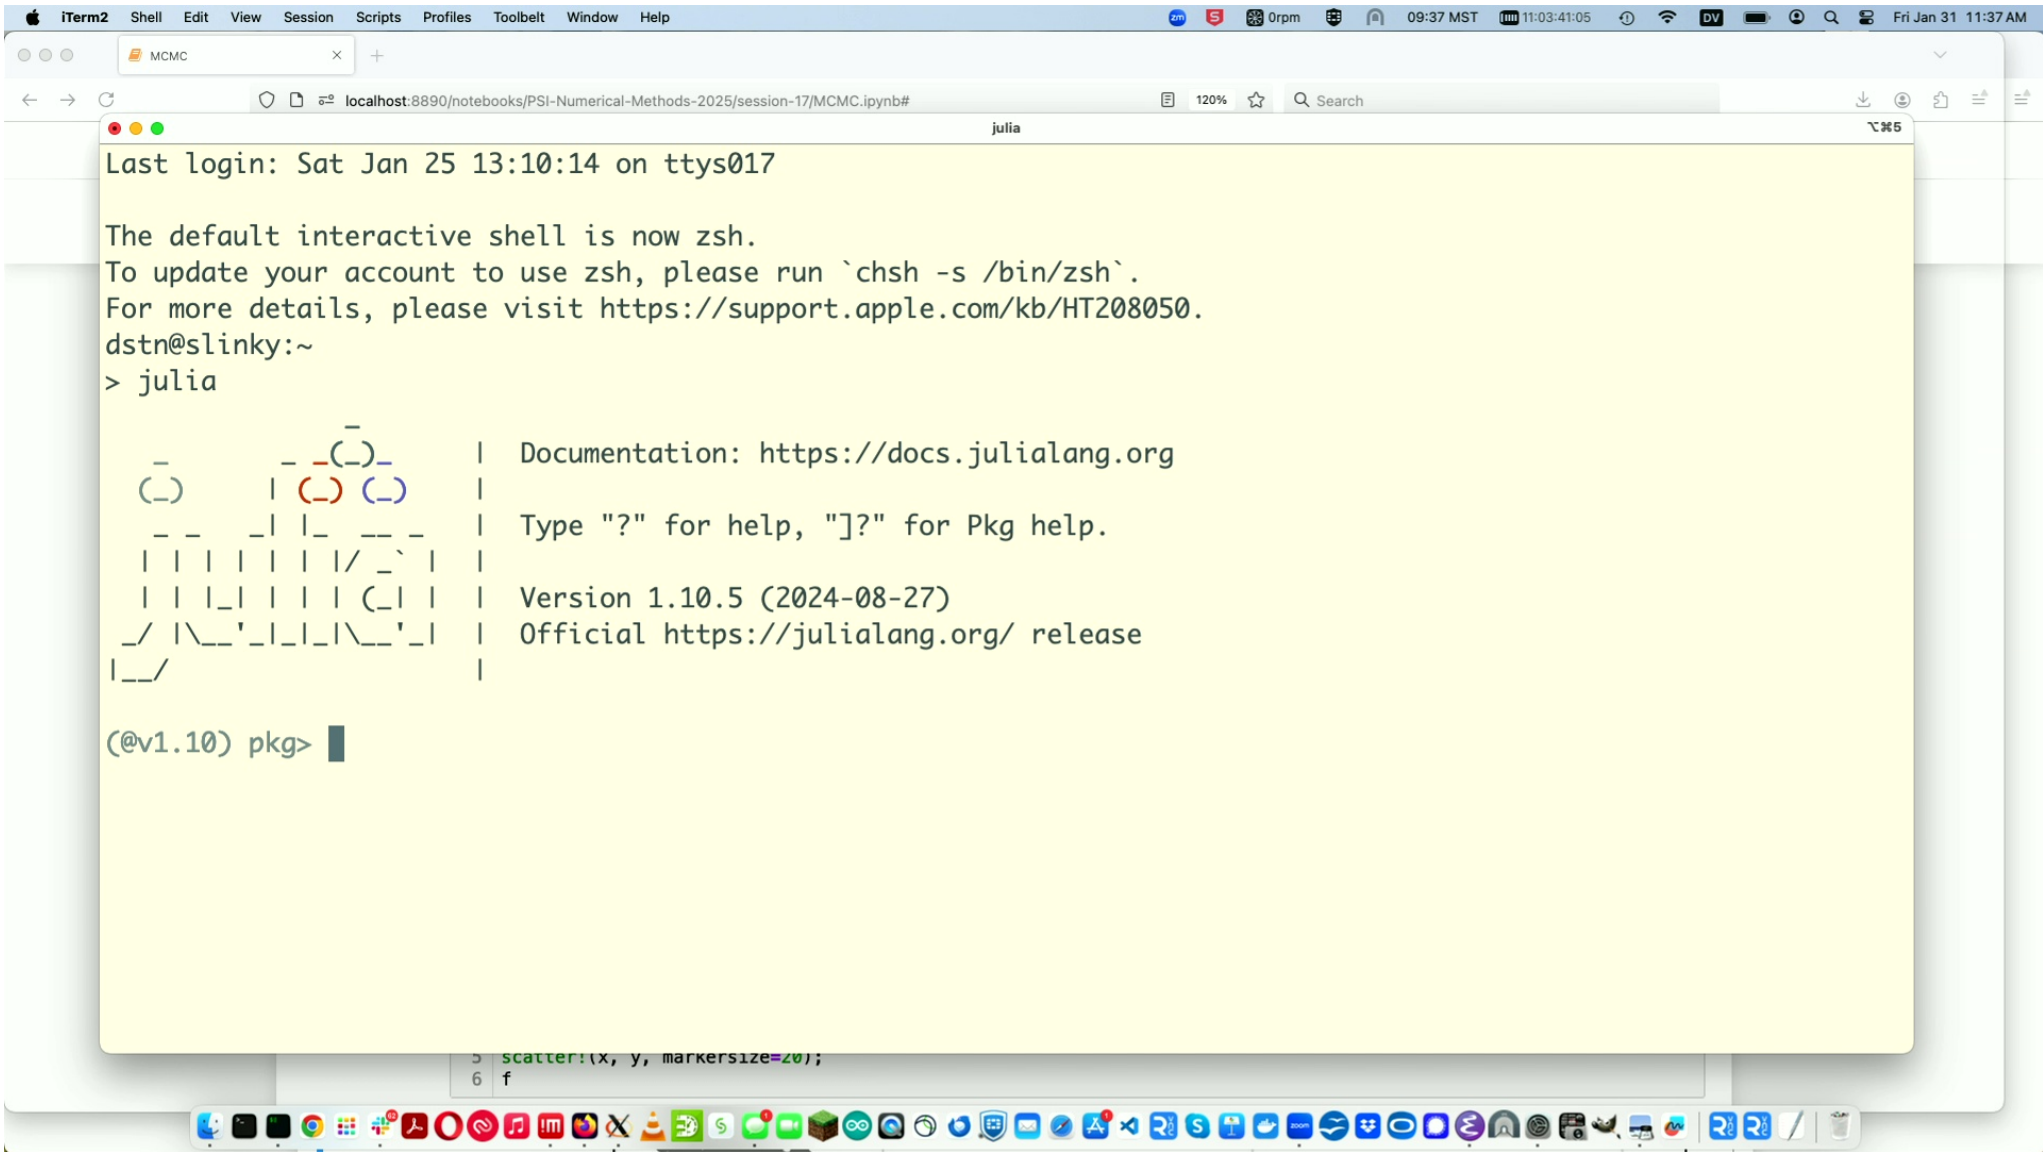 iTerm2 Shell Edit View Session Scripts Profiles Toolbelt Window Help zm S 0rpm 09:37 MST 11:03:41:05 DV Fri Jan 31 11:37 AM
MCMC
localhost:8890/notebooks/PSI-Numerical-Methods-2025/session-17/MCMC.ipynb# 120% Search
julia ⌥⌘5
Last login: Sat Jan 25 13:10:14 on ttys017
The default interactive shell is now zsh.
To update your account to use zsh, please run `chsh -s /bin/zsh`.
For more details, please visit https://support.apple.com/kb/HT208050.
dstn@slinky:~
> julia
Documentation: https://docs.julialang.org
Type "?" for help, "]?" for Pkg help.
Version 1.10.5 (2024-08-27)
Official https://julialang.org/ release
(@v1.10) pkg>
5 scatter!(x, y, markersize=20);
6 f